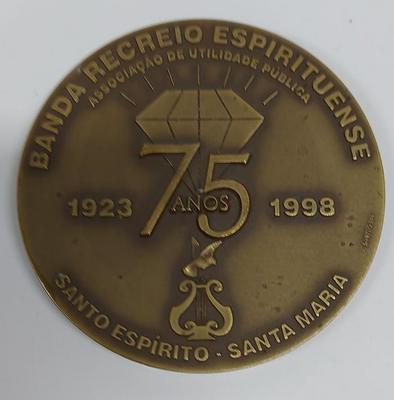 BANDA RECREIO ESPIRITUENSE
ASSOCIAÇÃO DE UTILIDADE PÚBLICA
75
ANOS
1923
1998
SANTO ESPÍRITO - SANTA MARIA